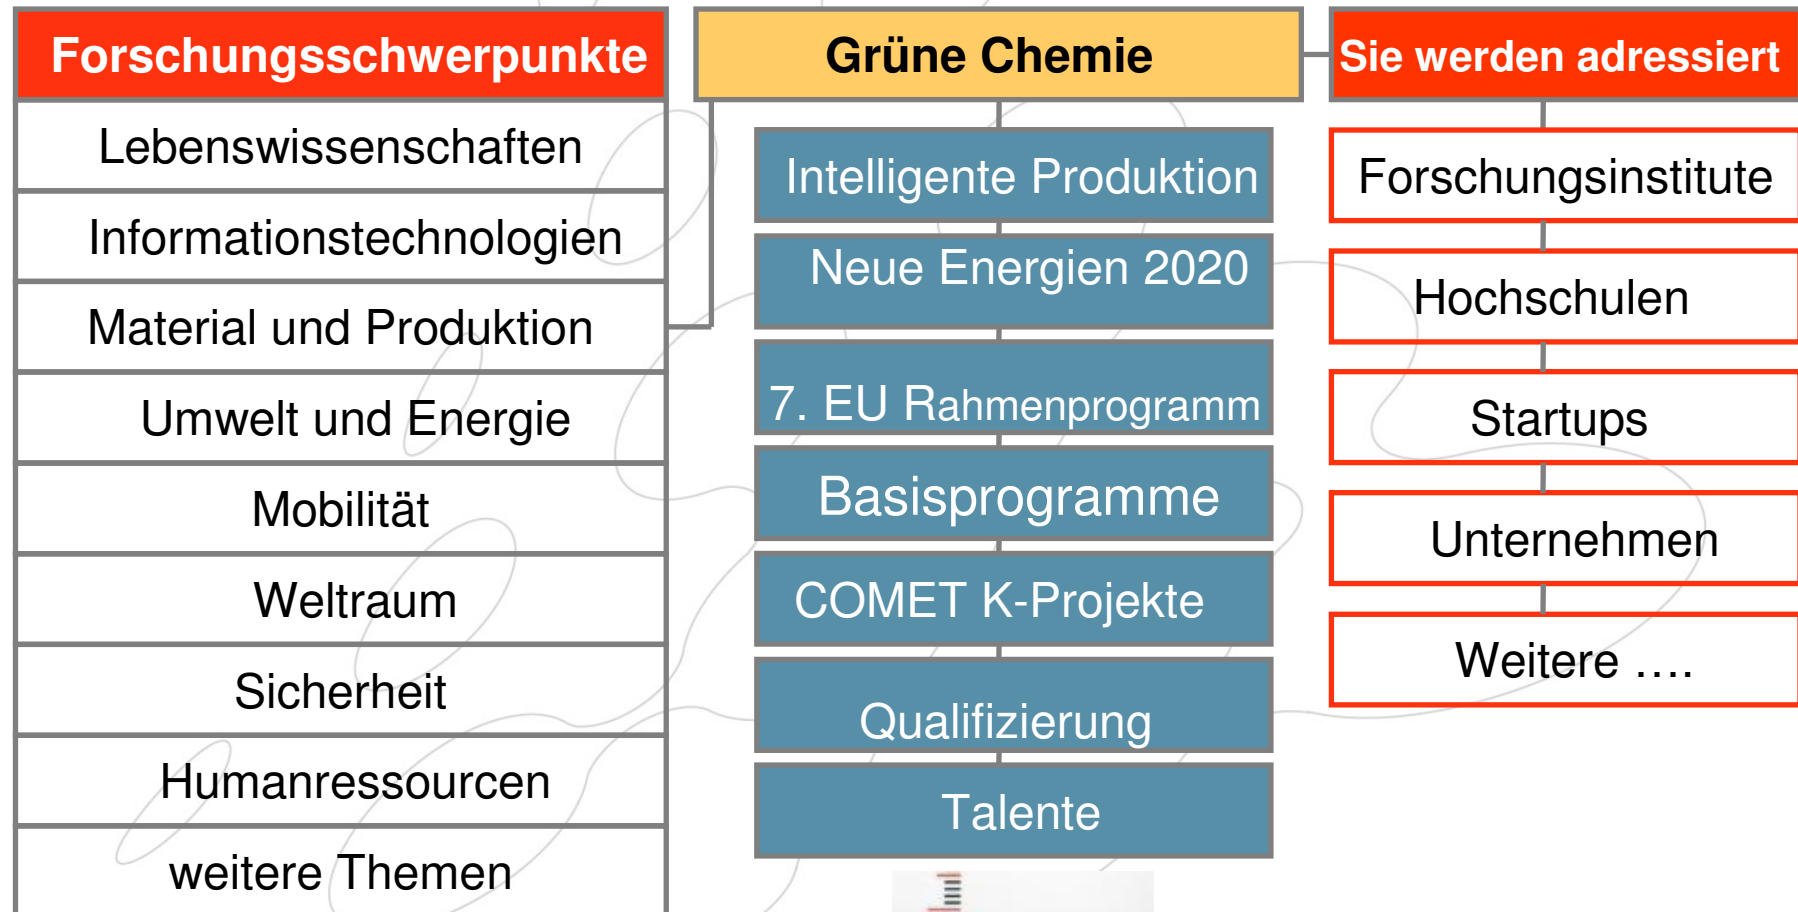 Forschungsschwerpunkte
Lebenswissenschaften
Informationstechnologien
Material und Produktion
Umwelt und Energie
Mobilität
Weltraum
Sicherheit
Humanressourcen
weitere Themen
Grüne Chemie
Intelligente Produktion
Neue Energien 2020
7. EU Rahmenprogramm
Basisprogramme
COMET K-Projekte
Qualifizierung
Talente
Sie werden adressiert
Forschungsinstitute
Hochschulen
Startups
Unternehmen
Weitere ....